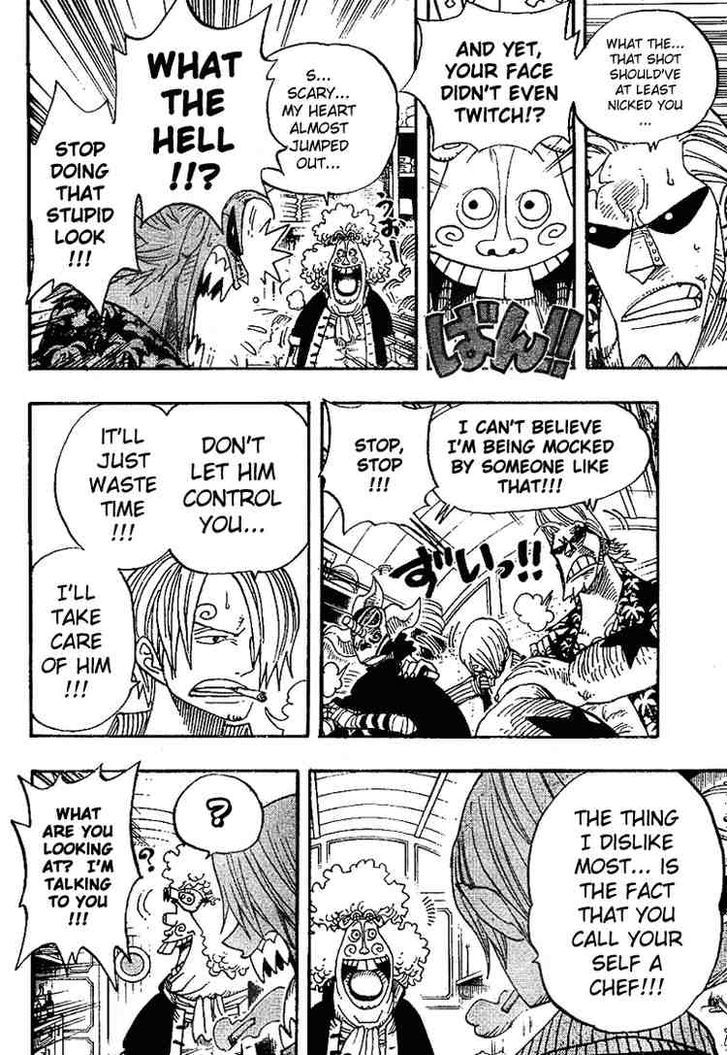 WHAT THE...
THAT SHOT
SHOULD'VE
AT LEAST
NICKED YOU
...
AND YET,
YOUR FACE
DIDN'T EVEN
TWITCH!?
ばん!!
S...
SCARY...
MY HEART
ALMOST
JUMPED
OUT...
うおー
WHAT
THE
HELL
!!?
STOP
DOING
THAT
STUPID
LOOK
!!!
I CAN'T BELIEVE
I'M BEING MOCKED
BY SOMEONE LIKE
THAT!!!
STOP,
STOP
!!!
ずいっ!!
DON'T
LET HIM
CONTROL
YOU...
IT'LL
JUST
WASTE
TIME
!!!
I'LL
TAKE
CARE
OF HIM
!!!
THE THING
I DISLIKE
MOST... IS
THE FACT
THAT YOU
CALL YOUR
SELF A
CHEF!!!
?
?
WHAT
ARE YOU
LOOKING
AT? I'M
TALKING
TO YOU
!!!